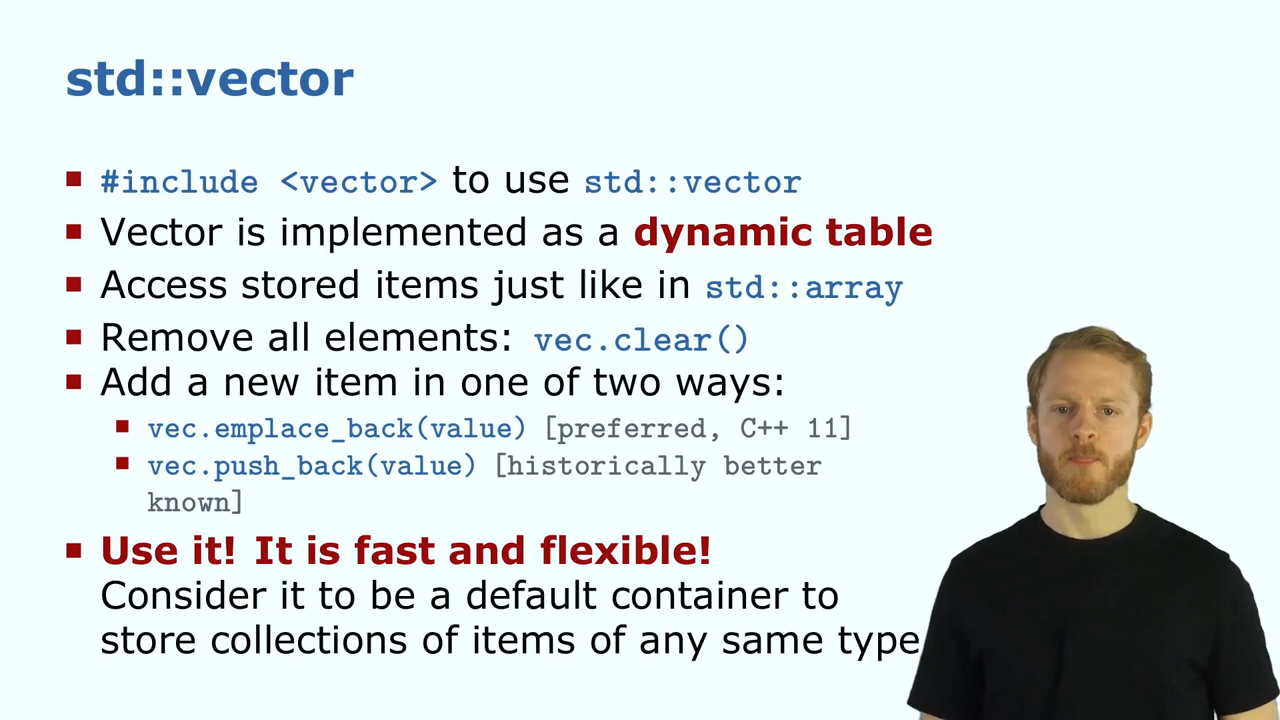 std::vector
#include <vector> to use std::vector
Vector is implemented as a dynamic table
Access stored items just like in std::array
Remove all elements: vec.clear()
Add a new item in one of two ways:
vec.emplace_back(value) [preferred, C++ 11]
vec.push_back(value) [historically better
known]
Use it! It is fast and flexible!
Consider it to be a default container to
store collections of items of any same type